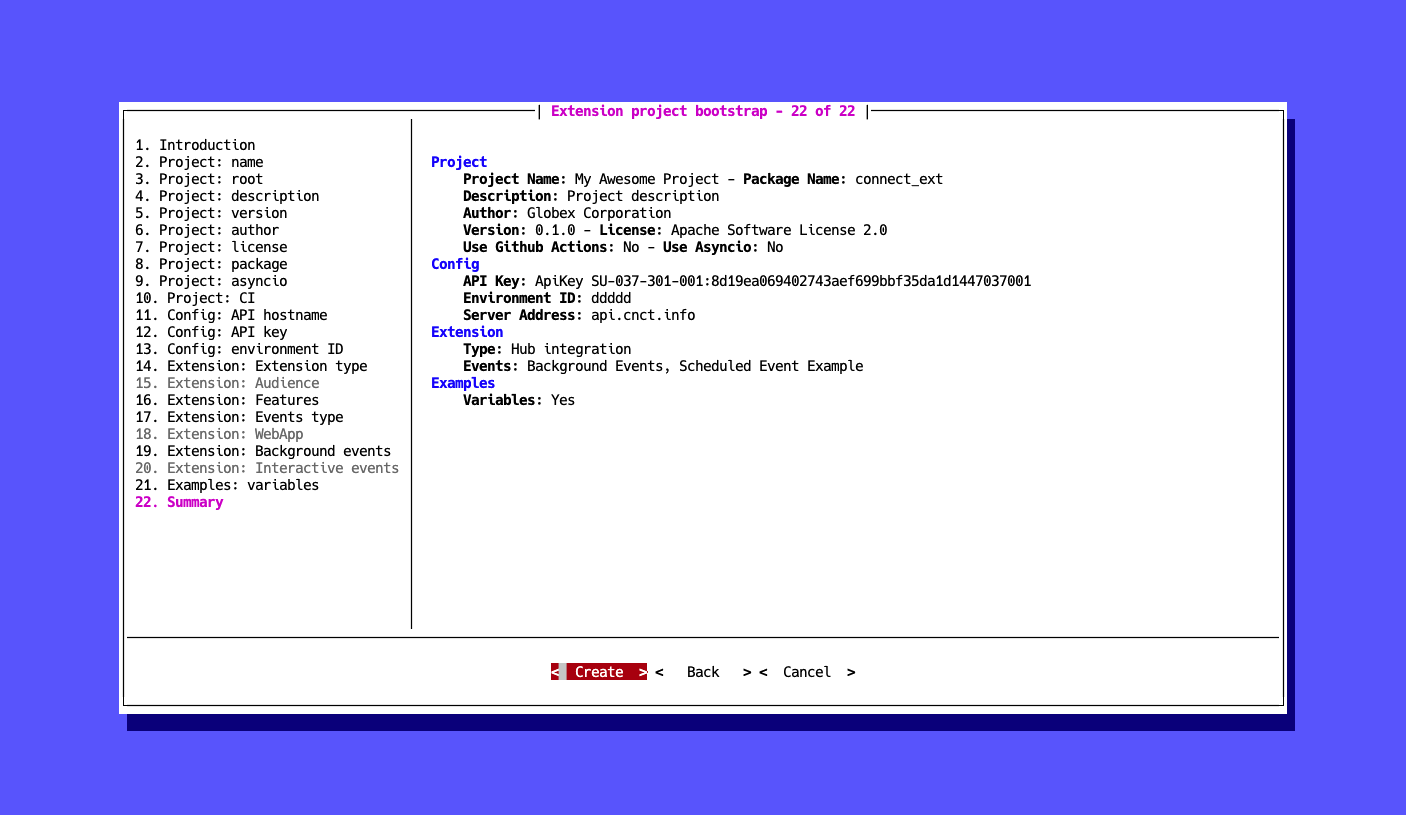 Extension project bootstrap - 22 of 22
1. Introduction
2. Project: name
3. Project: root
4. Project: description
5. Project: version
6. Project: author
7. Project: license
8. Project: package
9. Project: asyncio
10. Project: CI
11. Config: API hostname
12. Config: API key
13. Config: environment ID
14. Extension: Extension type
15. Extension: Audience
16. Extension: Features
17. Extension: Events type
18. Extension: WebApp
19. Extension: Background events
20. Extension: Interactive events
21. Examples: variables
22. Summary
Project
Project Name: My Awesome Project - Package Name: connect_ext
Description: Project description
Author: Globex Corporation
Version: 0.1.0 - License: Apache Software License 2.0
Use Github Actions: No - Use Asyncio: No
Config
API Key: ApiKey SU-037-301-001:8d19ea069402743aef699bbf35da1d1447037001
Environment ID: ddddd
Server Address: api.cnct.info
Extension
Type: Hub integration
Events: Background Events, Scheduled Event Example
Examples
Variables: Yes
< Create > < Back > < Cancel >